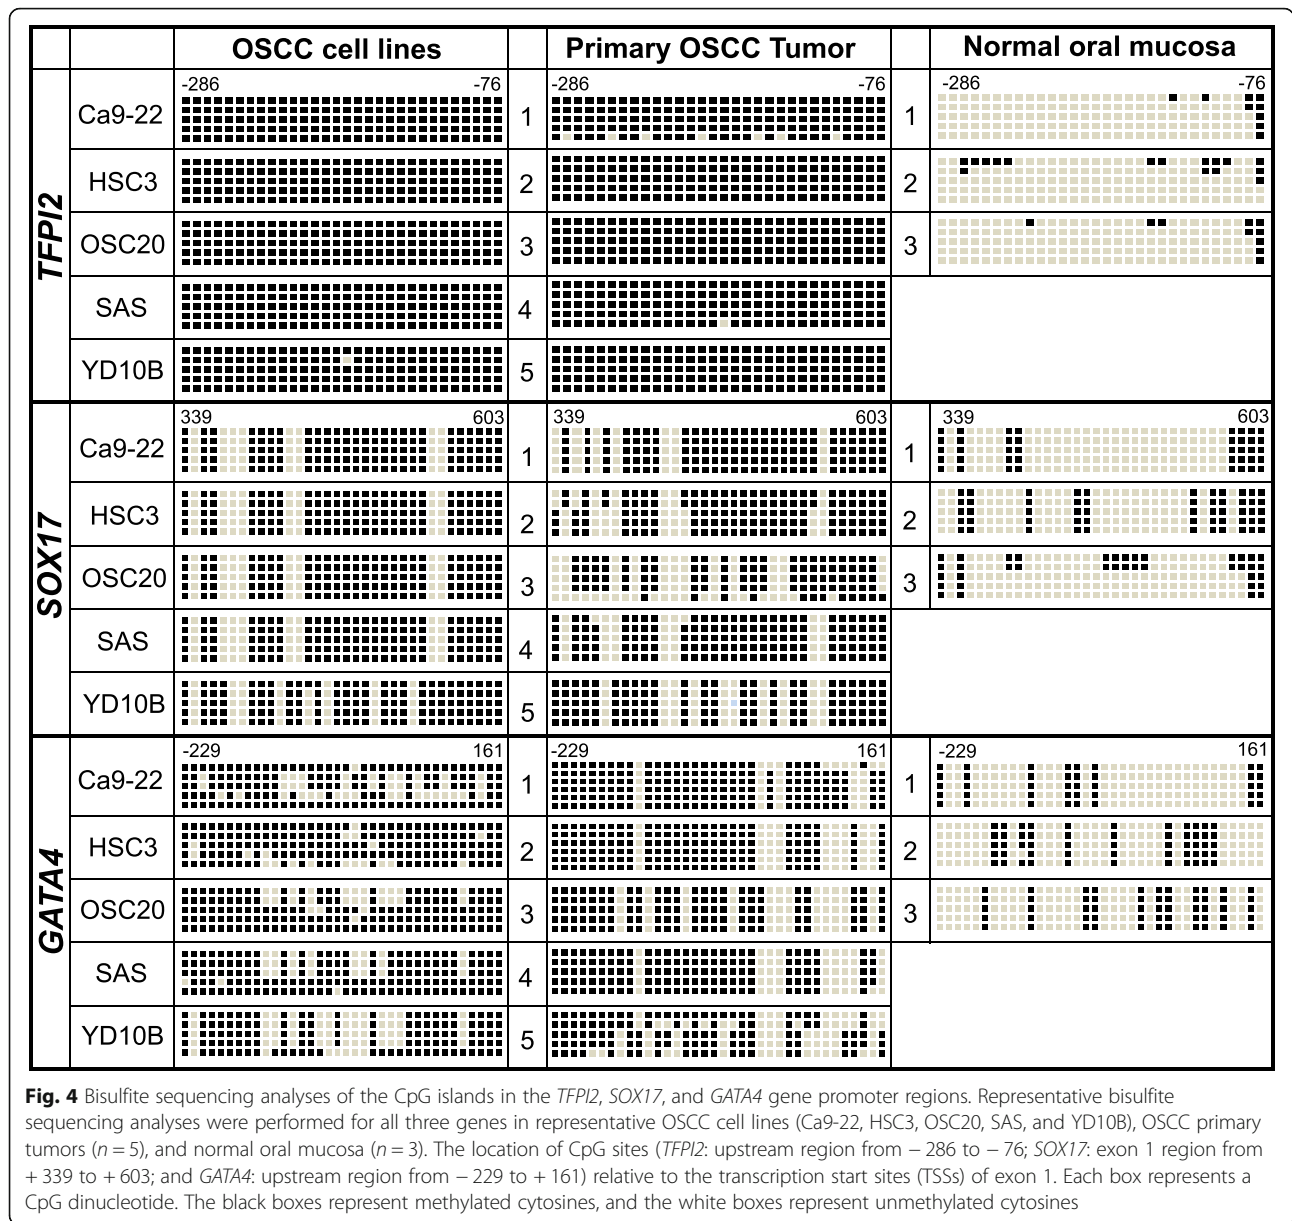 OSCC cell lines Primary OSCC Tumor Normal oral mucosa
TFPI2
-286 -76 -286 -76 -286 -76
Ca9-22 1 1
HSC3 2 2
OSC20 3 3
SAS 4
YD10B 5
SOX17
339 603 339 603 339 603
Ca9-22 1 1
HSC3 2 2
OSC20 3 3
SAS 4
YD10B 5
GATA4
-229 161 -229 161 -229 161
Ca9-22 1 1
HSC3 2 2
OSC20 3 3
SAS 4
YD10B 5
Fig. 4 Bisulfite sequencing analyses of the CpG islands in the TFPI2, SOX17, and GATA4 gene promoter regions. Representative bisulfite
sequencing analyses were performed for all three genes in representative OSCC cell lines (Ca9-22, HSC3, OSC20, SAS, and YD10B), OSCC primary
tumors (n = 5), and normal oral mucosa (n = 3). The location of CpG sites (TFPI2: upstream region from − 286 to − 76; SOX17: exon 1 region from
+ 339 to + 603; and GATA4: upstream region from − 229 to + 161) relative to the transcription start sites (TSSs) of exon 1. Each box represents a
CpG dinucleotide. The black boxes represent methylated cytosines, and the white boxes represent unmethylated cytosines